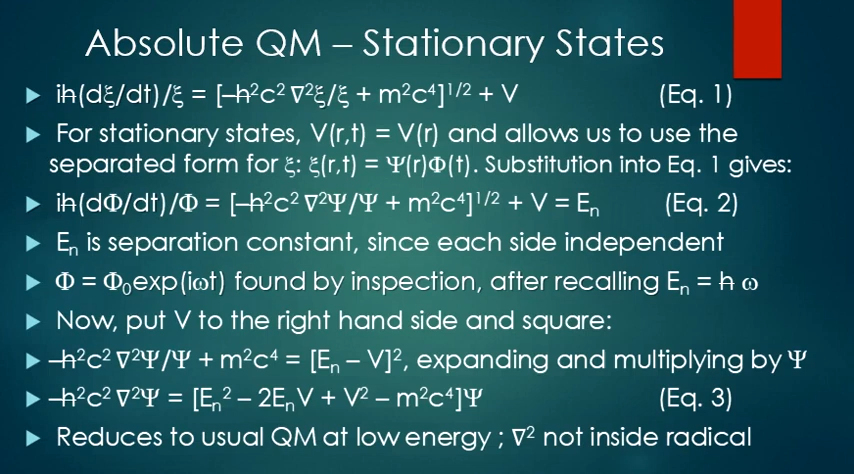 Absolute QM – Stationary States
iħ(dξ/dt)/ξ = [–ħ²c² ∇²ξ/ξ + m²c⁴]¹ᐟ² + V (Eq. 1)
For stationary states, V(r,t) = V(r) and allows us to use the
separated form for ξ: ξ(r,t) = Ψ(r)Φ(t). Substitution into Eq. 1 gives:
iħ(dΦ/dt)/Φ = [–ħ²c² ∇²Ψ/Ψ + m²c⁴]¹ᐟ² + V = Eₙ (Eq. 2)
Eₙ is separation constant, since each side independent
Φ = Φ₀exp(iωt) found by inspection, after recalling Eₙ = ħ ω
Now, put V to the right hand side and square:
–ħ²c² ∇²Ψ/Ψ + m²c⁴ = [Eₙ – V]², expanding and multiplying by Ψ
–ħ²c² ∇²Ψ = [Eₙ² – 2EₙV + V² – m²c⁴]Ψ (Eq. 3)
Reduces to usual QM at low energy ; ∇² not inside radical